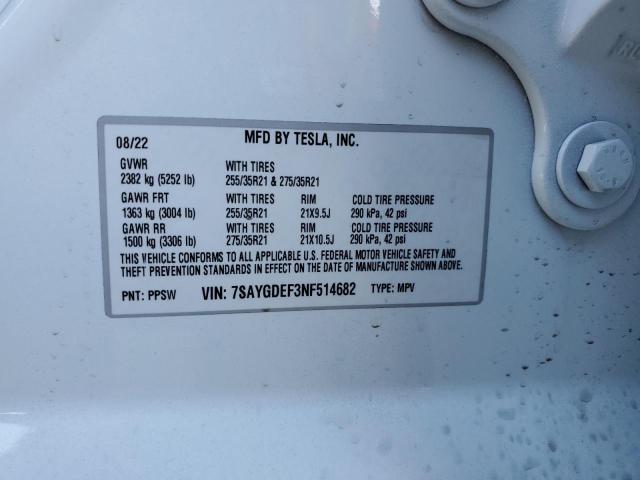 08/22 MFD BY TESLA, INC.
GVWR WITH TIRES
2382 kg (5252 lb) 255/35R21 & 275/35R21
GAWR FRT WITH TIRES RIM COLD TIRE PRESSURE
1363 kg (3004 lb) 255/35R21 21X9.5J 290 kPa, 42 psi
GAWR RR WITH TIRES RIM COLD TIRE PRESSURE
1500 kg (3306 lb) 275/35R21 21X10.5J 290 kPa, 42 psi
THIS VEHICLE CONFORMS TO ALL APPLICABLE U.S. FEDERAL MOTOR VEHICLE SAFETY AND
THEFT PREVENTION STANDARDS IN EFFECT ON THE DATE OF MANUFACTURE SHOWN ABOVE.
PNT: PPSW VIN: 7SAYGDEF3NF514682 TYPE: MPV